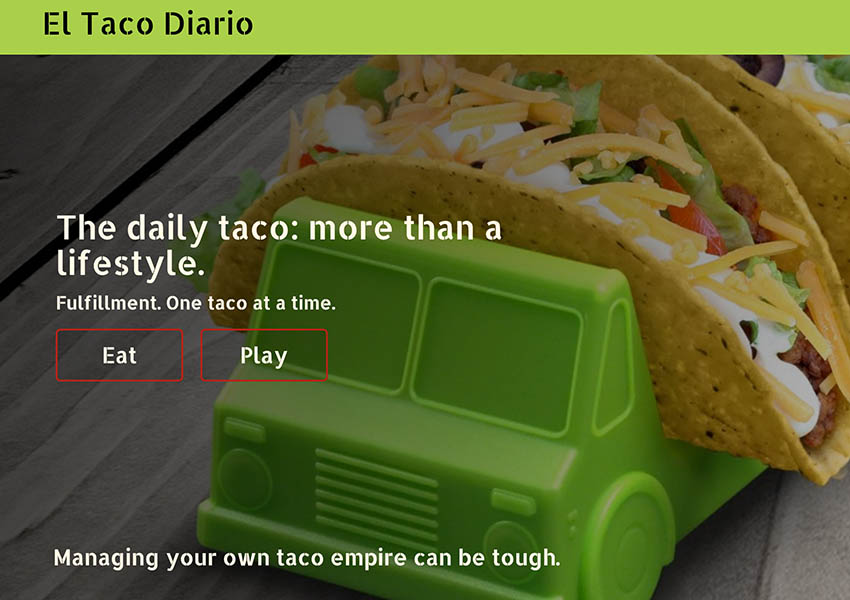 El Taco Diario
The daily taco: more than a
lifestyle.
Fulfillment. One taco at a time.
Eat
Play
Managing your own taco empire can be tough.